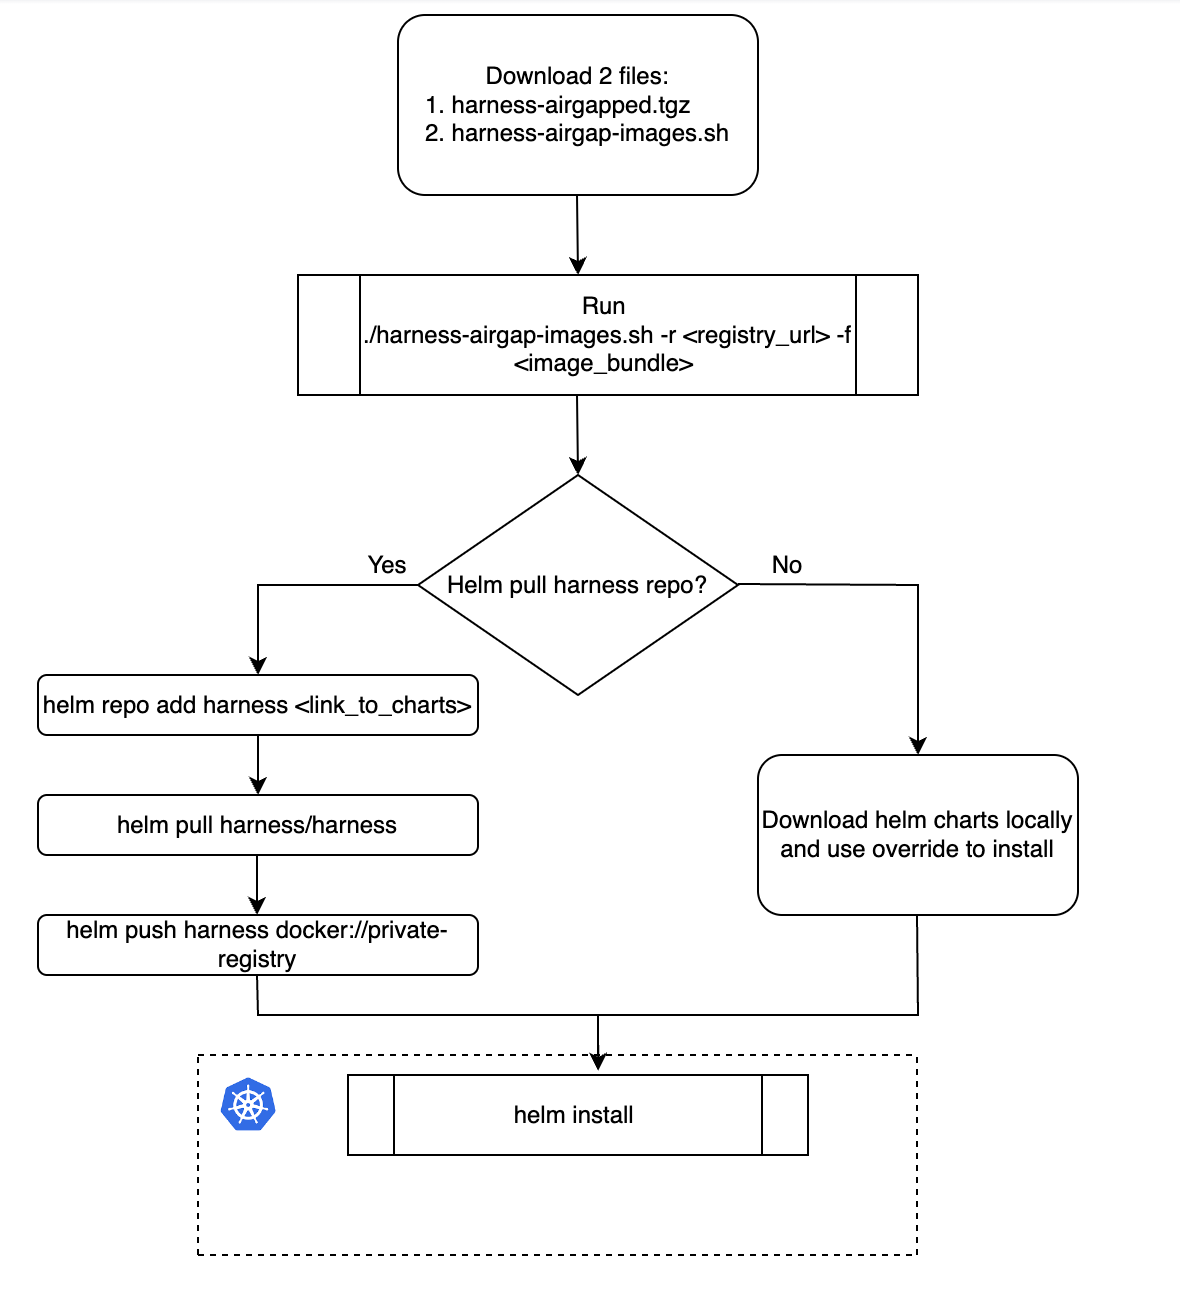 Download 2 files:
1. harness-airgapped.tgz
2. harness-airgap-images.sh
Run
./harness-airgap-images.sh -r <registry_url> -f
<image_bundle>
Helm pull harness repo?
Yes
No
helm repo add harness <link_to_charts>
helm pull harness/harness
helm push harness docker://private-
registry
Download helm charts locally
and use override to install
helm install